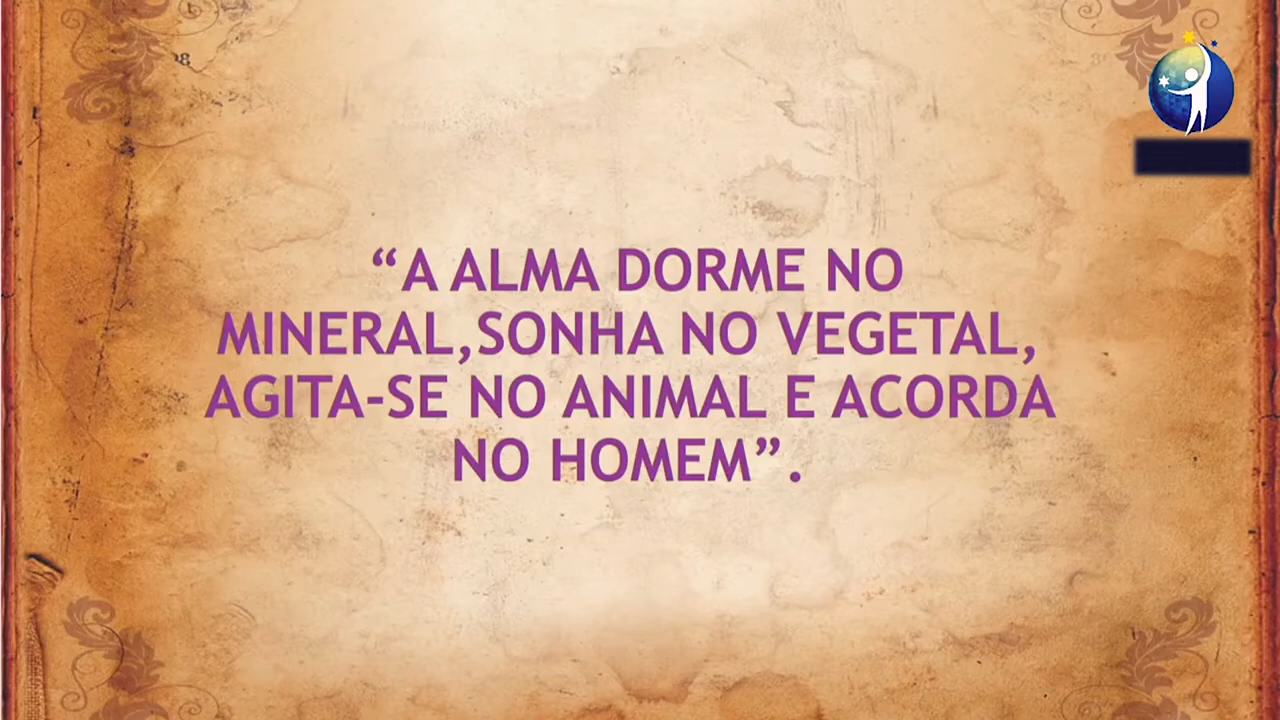 “A ALMA DORME NO
MINERAL,SONHA NO VEGETAL,
AGITA-SE NO ANIMAL E ACORDA
NO HOMEM”.